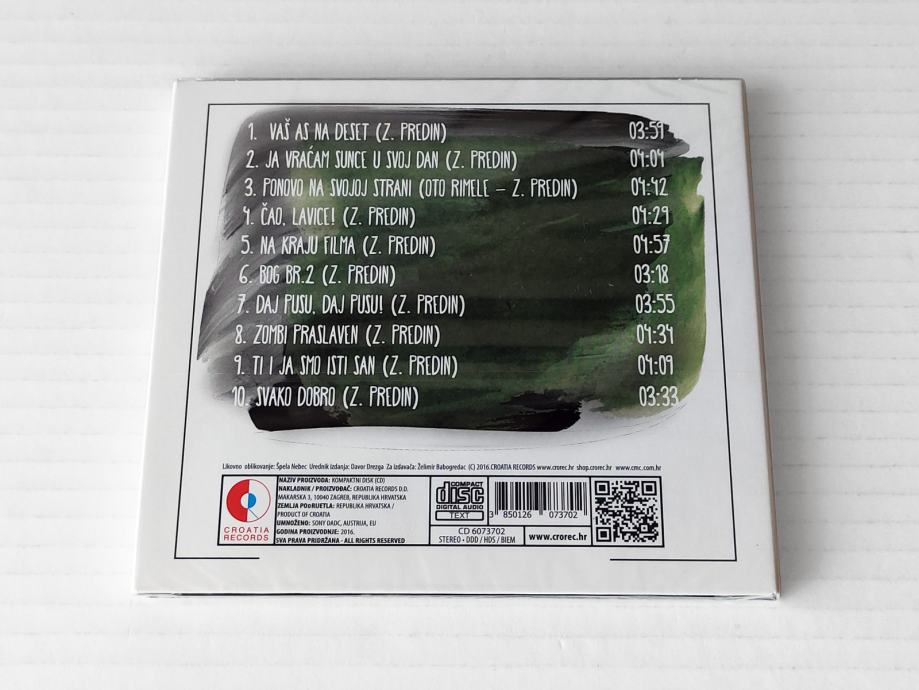 1. VAŠ AS NA DESET (Z. PREDIN) 03:59
2. JA VRAĆAM SUNCE U SVOJ DAN (Z. PREDIN) 04:04
3. PONOVO NA SVOJOJ STRANI (OTO RIMELE – Z. PREDIN) 04:42
4. ČAO, LAVICE! (Z. PREDIN) 04:29
5. NA KRAJU FILMA (Z. PREDIN) 04:57
6. BOG BR.2 (Z. PREDIN) 03:18
7. DAJ PUSU, DAJ PUSU! (Z. PREDIN) 03:55
8. ZOMBI PRASLAVEN (Z. PREDIN) 04:34
9. TI I JA SMO ISTI SAN (Z. PREDIN) 04:09
10. SVAKO DOBRO (Z. PREDIN) 03:33
Likovno oblikovanje: Špela Nebec Urednik izdanja: Davor Drezga Za izdavača: Želimir Babogredac (C) 2016.CROATIA RECORDS www.crorec.hr shop.crorec.hr www.cmc.com.hr
CROATIA
RECORDS
NAZIV PROIZVODA: KOMPAKTNI DISK (CD)
NAKLADNIK / PROIZVOĐAČ: CROATIA RECORDS D.D.
MAKARSKA 3, 10040 ZAGREB, REPUBLIKA HRVATSKA
ZEMLJA PODRIJETLA: REPUBLIKA HRVATSKA /
PRODUCT OF CROATIA
UMNOŽENO: SONY DADC, AUSTRIJA, EU
GODINA PROIZVODNJE: 2016.
SVA PRAVA PRIDRŽANA - ALL RIGHTS RESERVED
COMPACT
disc
DIGITAL AUDIO
TEXT
CD 6073702
STEREO • DDD / HDS / BIEM
3 850126 073702
www.crorec.hr